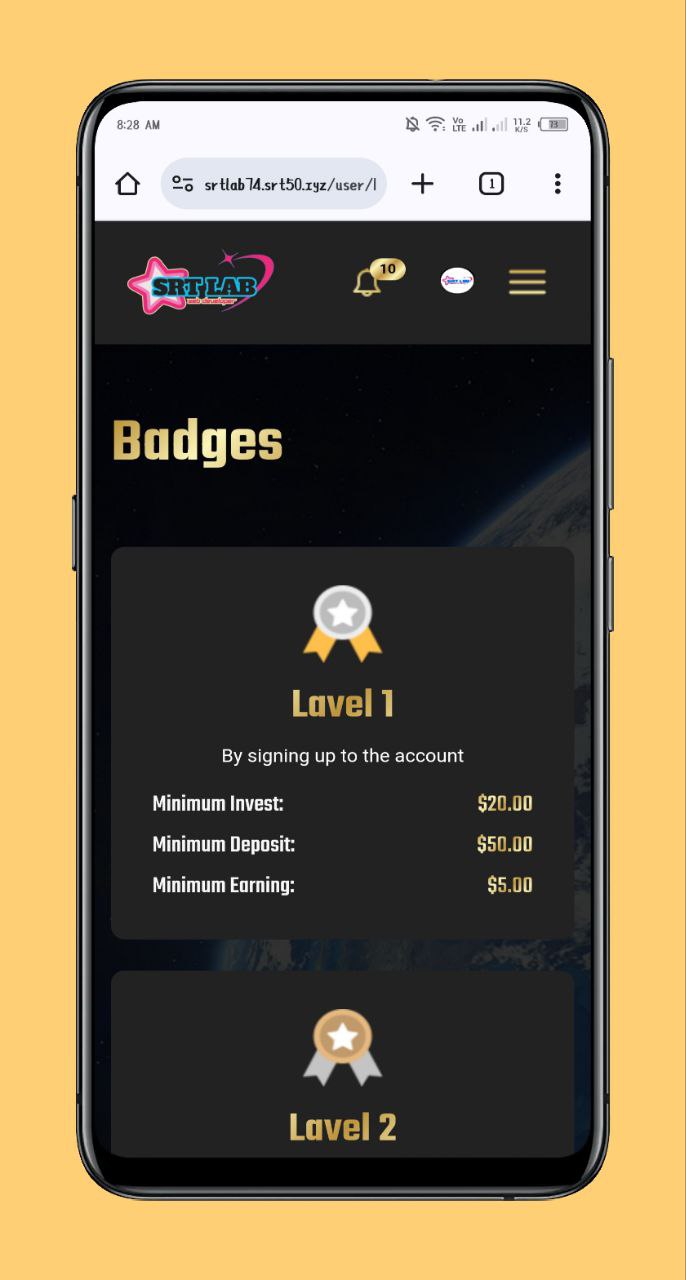 8:28 AM
Vo LTE 11.2 K/S 73
srtlab74.srt50.xyz/user/l
1
SRT LAB
web developer
10
Badges
Lavel 1
By signing up to the account
Minimum Invest: $20.00
Minimum Deposit: $50.00
Minimum Earning: $5.00
Lavel 2